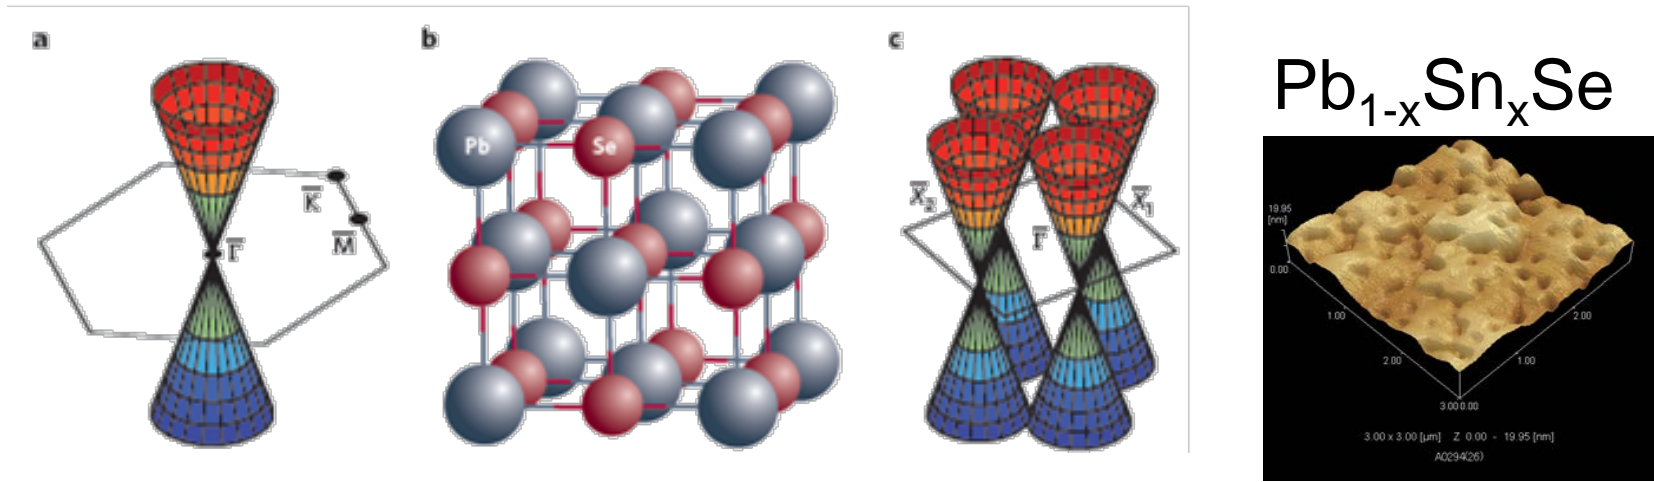 a
K̅
M̅
Γ̅
b
Pb
Se
c
X̅₂
Γ̅
X̅₁
Pb₁₋ₓSnₓSe
19.95
[nm]
0.00
1.00
2.00
3.00 0.00
1.00
2.00
3.00 x 3.00 [µm] Z 0.00 - 19.95 [nm]
A0294(26)